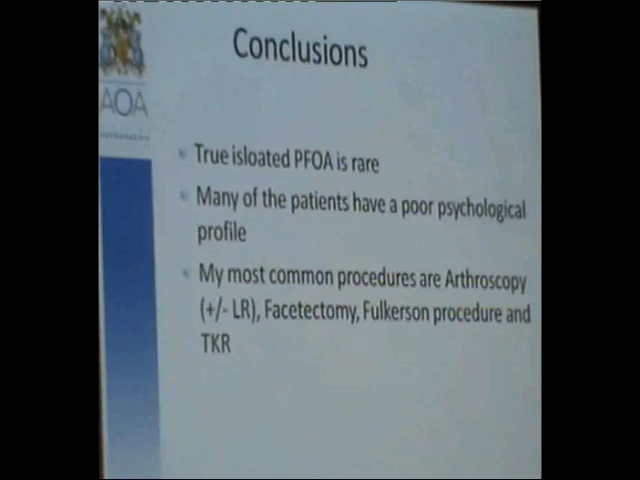 Conclusions
AOA
True isloated PFOA is rare
Many of the patients have a poor psychological
profile
My most common procedures are Arthroscopy
(+/- LR), Facetectomy, Fulkerson procedure and
TKR